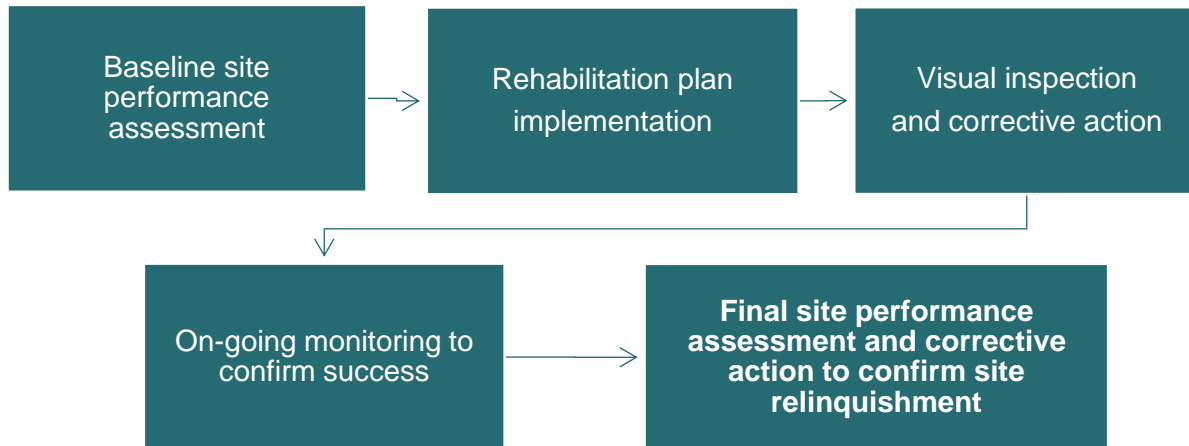 Baseline site
performance
assessment
Rehabilitation plan
implementation
Visual inspection
and corrective action
On-going monitoring to
confirm success
Final site performance
assessment and corrective
action to confirm site
relinquishment